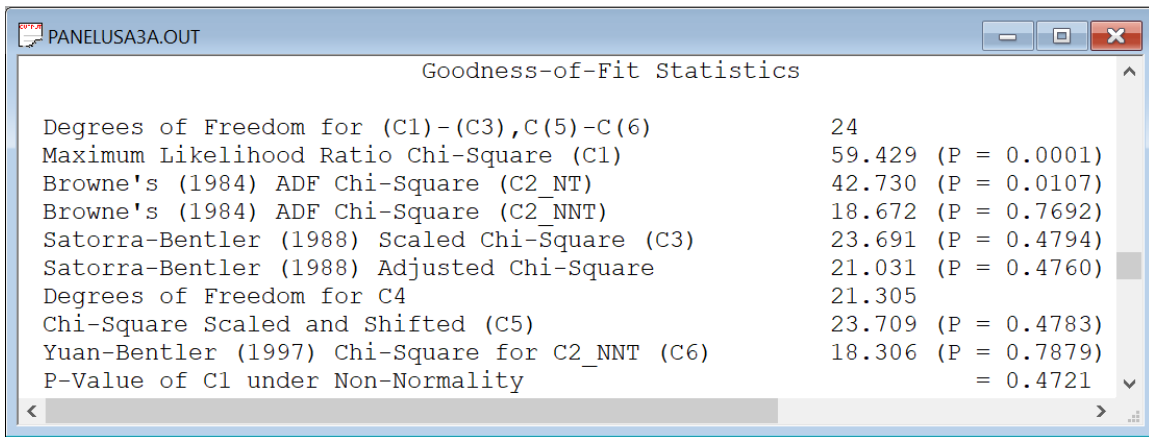 PANELUSA3A.OUT
Goodness-of-Fit Statistics
Degrees of Freedom for (C1)-(C3),C(5)-C(6) 24
Maximum Likelihood Ratio Chi-Square (C1) 59.429 (P = 0.0001)
Browne's (1984) ADF Chi-Square (C2_NT) 42.730 (P = 0.0107)
Browne's (1984) ADF Chi-Square (C2_NNT) 18.672 (P = 0.7692)
Satorra-Bentler (1988) Scaled Chi-Square (C3) 23.691 (P = 0.4794)
Satorra-Bentler (1988) Adjusted Chi-Square 21.031 (P = 0.4760)
Degrees of Freedom for C4 21.305
Chi-Square Scaled and Shifted (C5) 23.709 (P = 0.4783)
Yuan-Bentler (1997) Chi-Square for C2_NNT (C6) 18.306 (P = 0.7879)
P-Value of C1 under Non-Normality = 0.4721